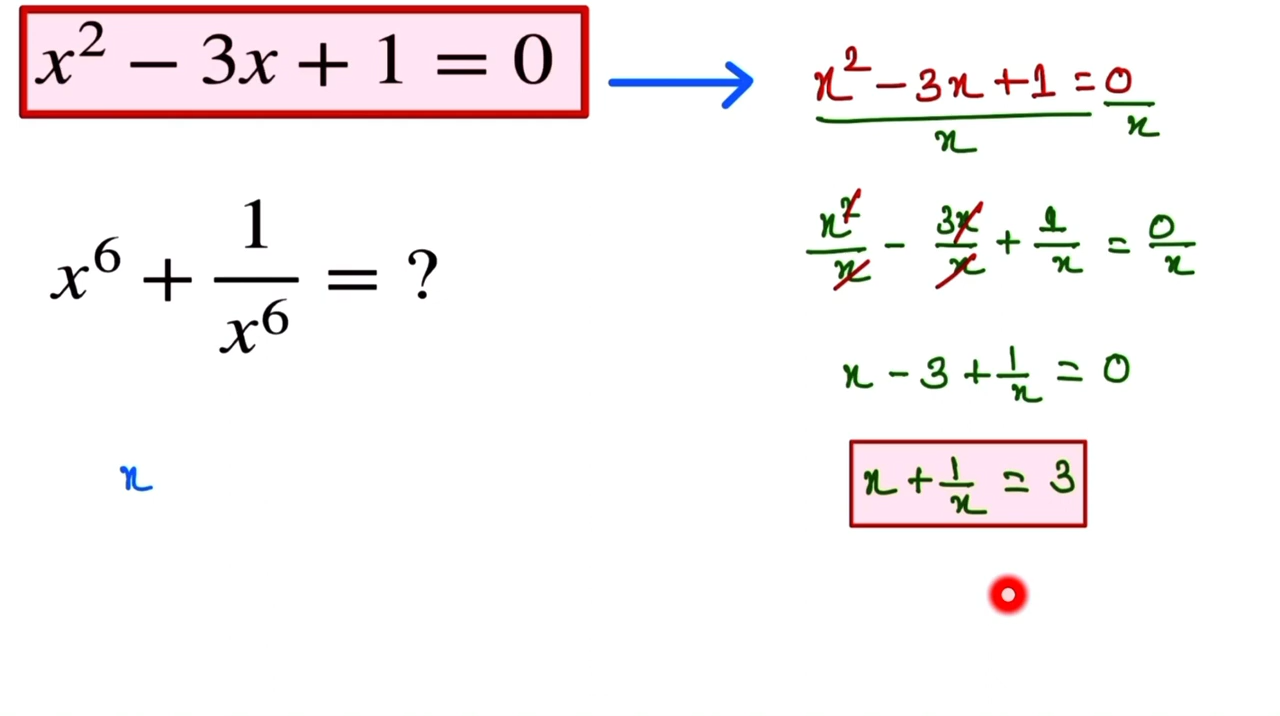 x² − 3x + 1 = 0
x⁶ + 1/x⁶ = ?
x
(x² − 3x + 1)/x = 0/x
x²/x − 3x/x + 1/x = 0/x
x − 3 + 1/x = 0
x + 1/x = 3